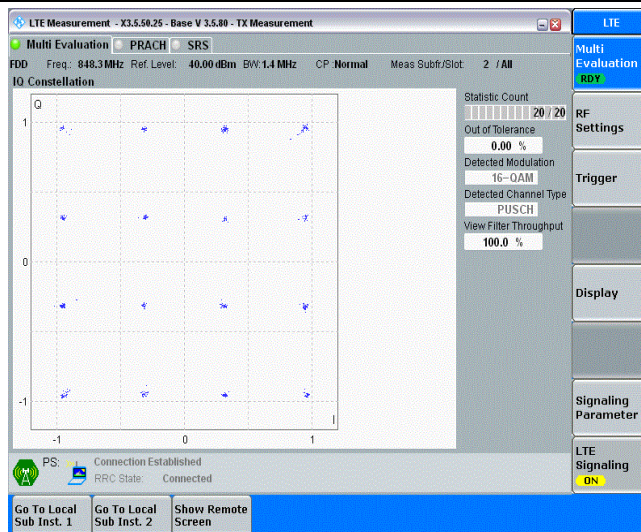 LTE Measurement - X3.5.50.25 - Base V 3.5.80 - TX Measurement
LTE
Multi Evaluation PRACH SRS
FDD Freq.: 848.3 MHz Ref. Level: 40.00 dBm BW: 1.4 MHz CP :Normal Meas Subfr./Slot: 2 / All
IQ Constellation
Q
1
0
-1
-1 0 1
I
Statistic Count
20 / 20
Out of Tolerance
0.00 %
Detected Modulation
16-QAM
Detected Channel Type
PUSCH
View Filter Throughput
100.0 %
Multi
Evaluation
RDY
RF
Settings
Trigger
Display
Signaling
Parameter
LTE
Signaling
ON
PS: Connection Established
RRC State: Connected
Go To Local
Sub Inst. 1
Go To Local
Sub Inst. 2
Show Remote
Screen